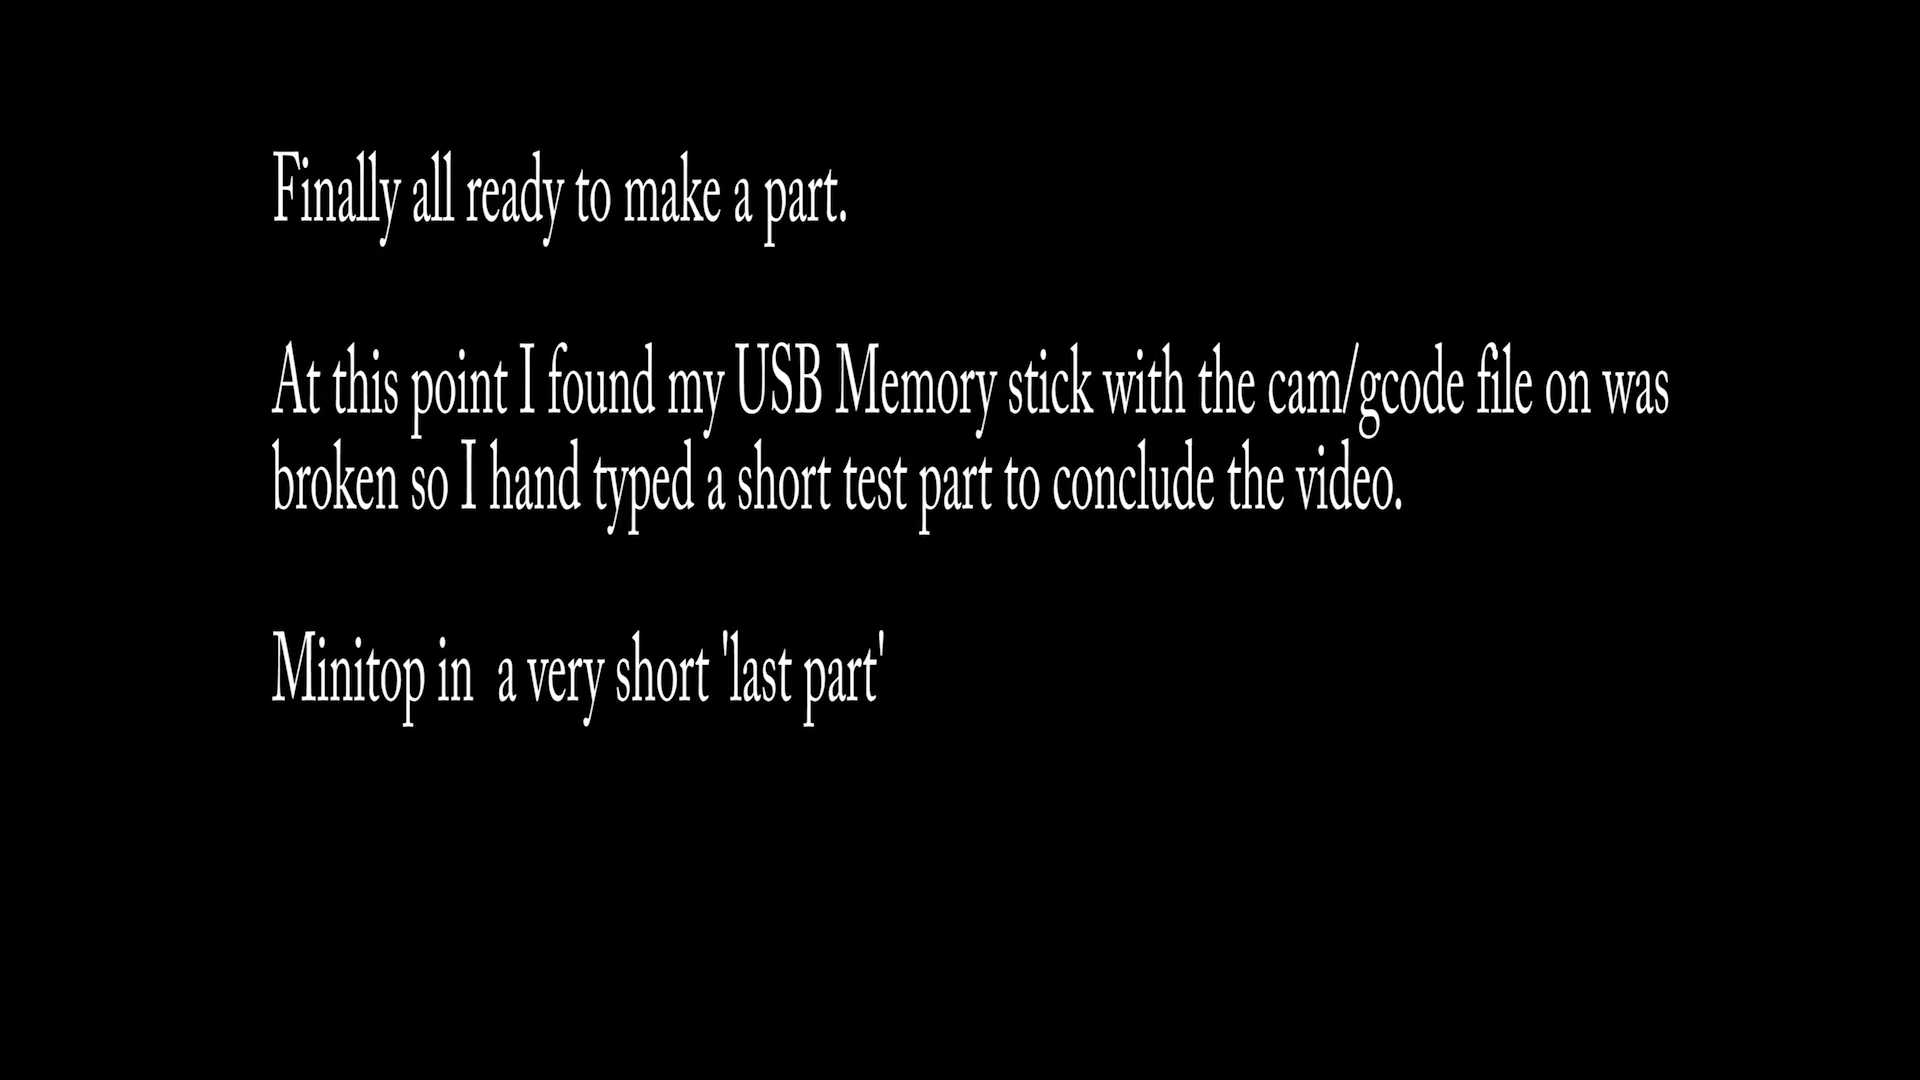 Finally all ready to make a part.
At this point I found my USB Memory stick with the cam/gcode file on was
broken so I hand typed a short test part to conclude the video.
Minitop in  a very short 'last part'